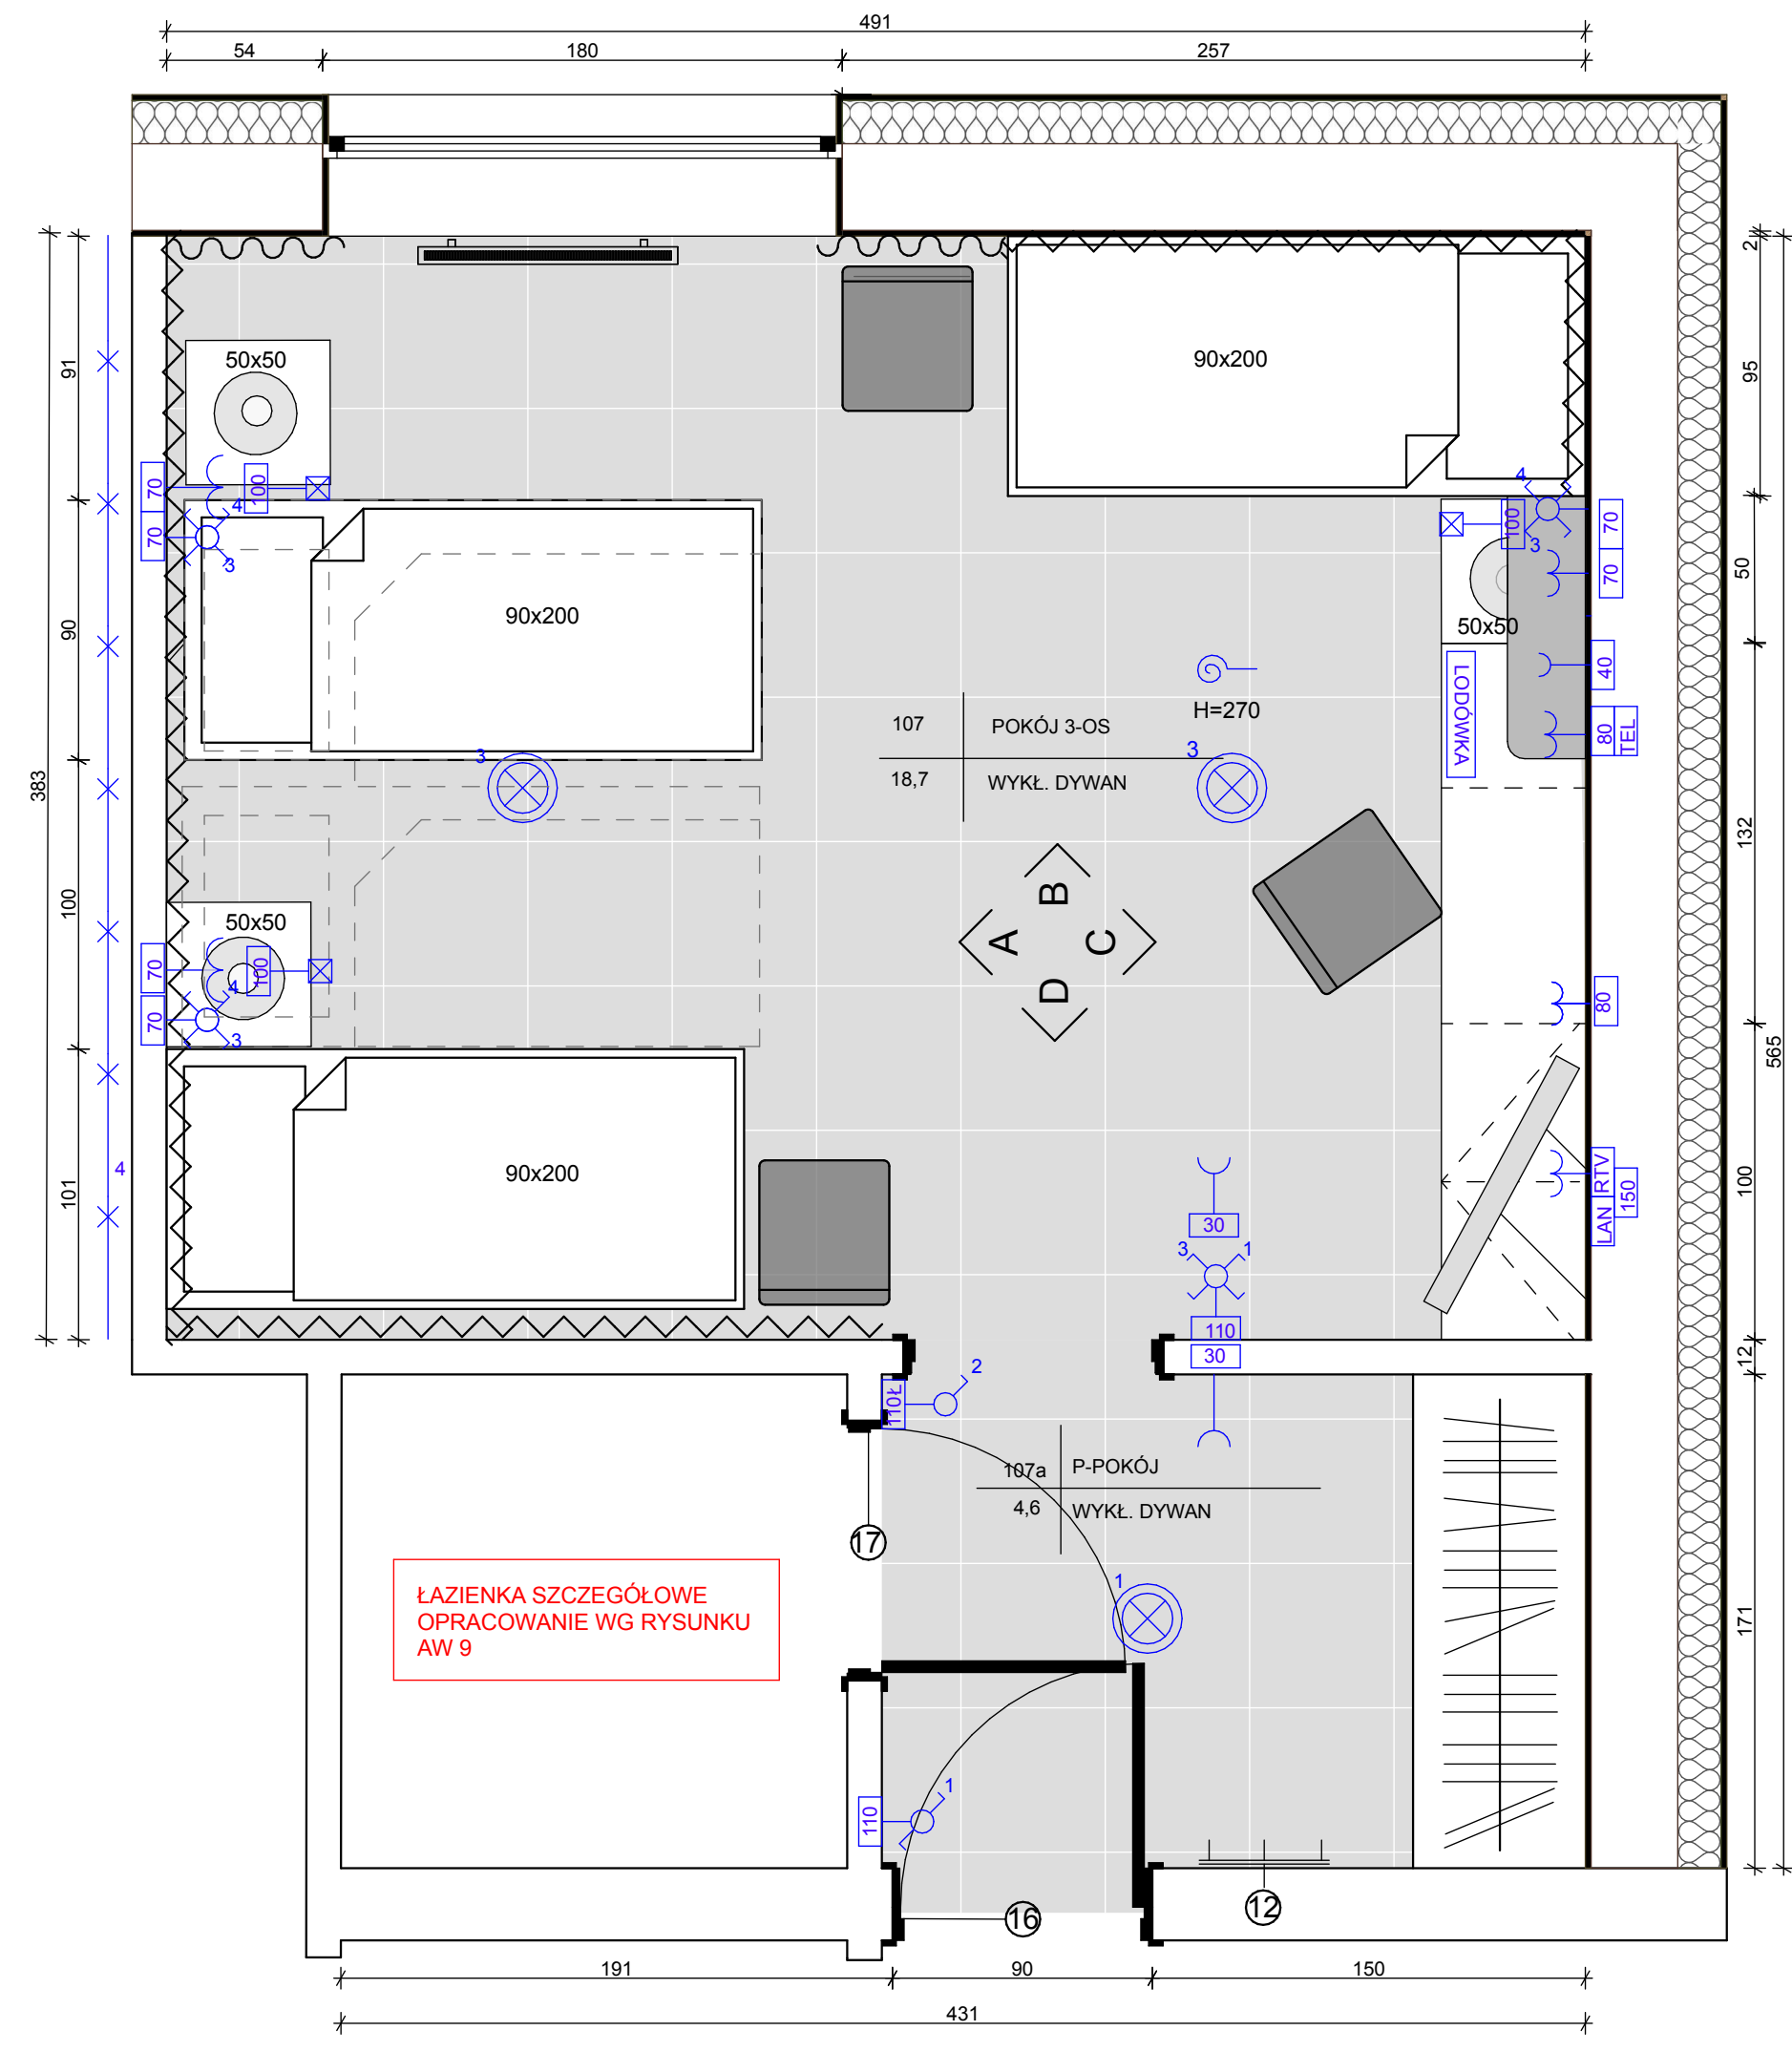 491
54
180
257
383
91
90
100
101
2
95
50
132
100
12
171
565
50x50
90x200
70
100
4
70
3
90x200
4
100
3
70
70
50x50
LODÓWKA
40
80
TEL
H=270
107
POKÓJ 3-OS
18,7
WYKŁ. DYWAN
3
3
B
A
C
D
50x50
70
100
4
70
3
80
90x200
4
RTV
LAN
150
30
3
1
110
30
110Ł
2
107a
P-POKÓJ
4,6
WYKŁ. DYWAN
17
1
ŁAZIENKA SZCZEGÓŁOWE
OPRACOWANIE WG RYSUNKU
AW 9
110
1
16
12
191
90
150
431